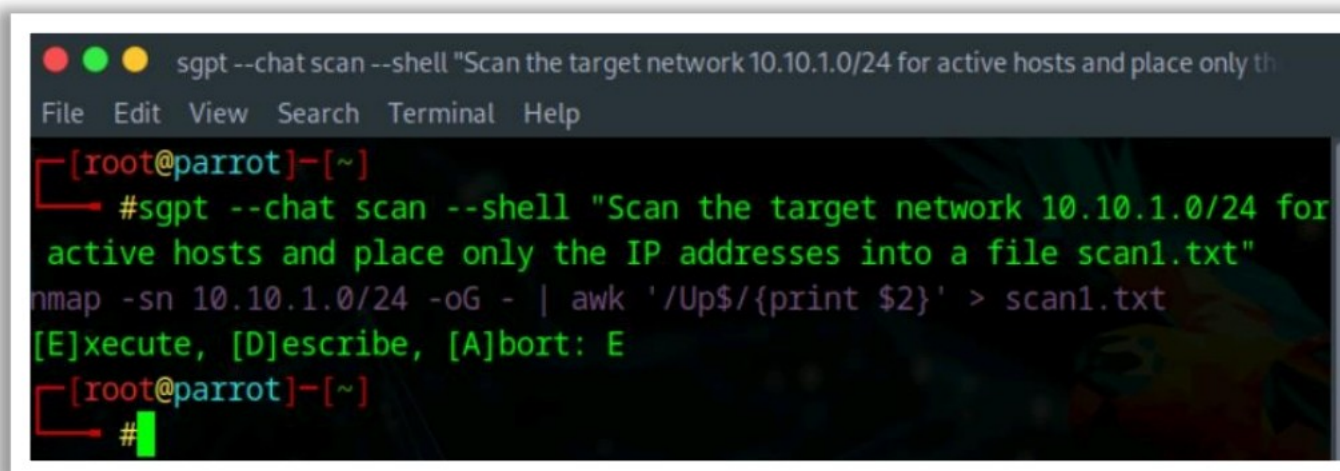 sgpt --chat scan --shell "Scan the target network 10.10.1.0/24 for active hosts and place only th
File Edit View Search Terminal Help
[root@parrot]-[~]
#sgpt --chat scan --shell "Scan the target network 10.10.1.0/24 for
active hosts and place only the IP addresses into a file scan1.txt"
nmap -sn 10.10.1.0/24 -oG - | awk '/Up$/{print $2}' > scan1.txt
[E]xecute, [D]escribe, [A]bort: E
[root@parrot]-[~]
#